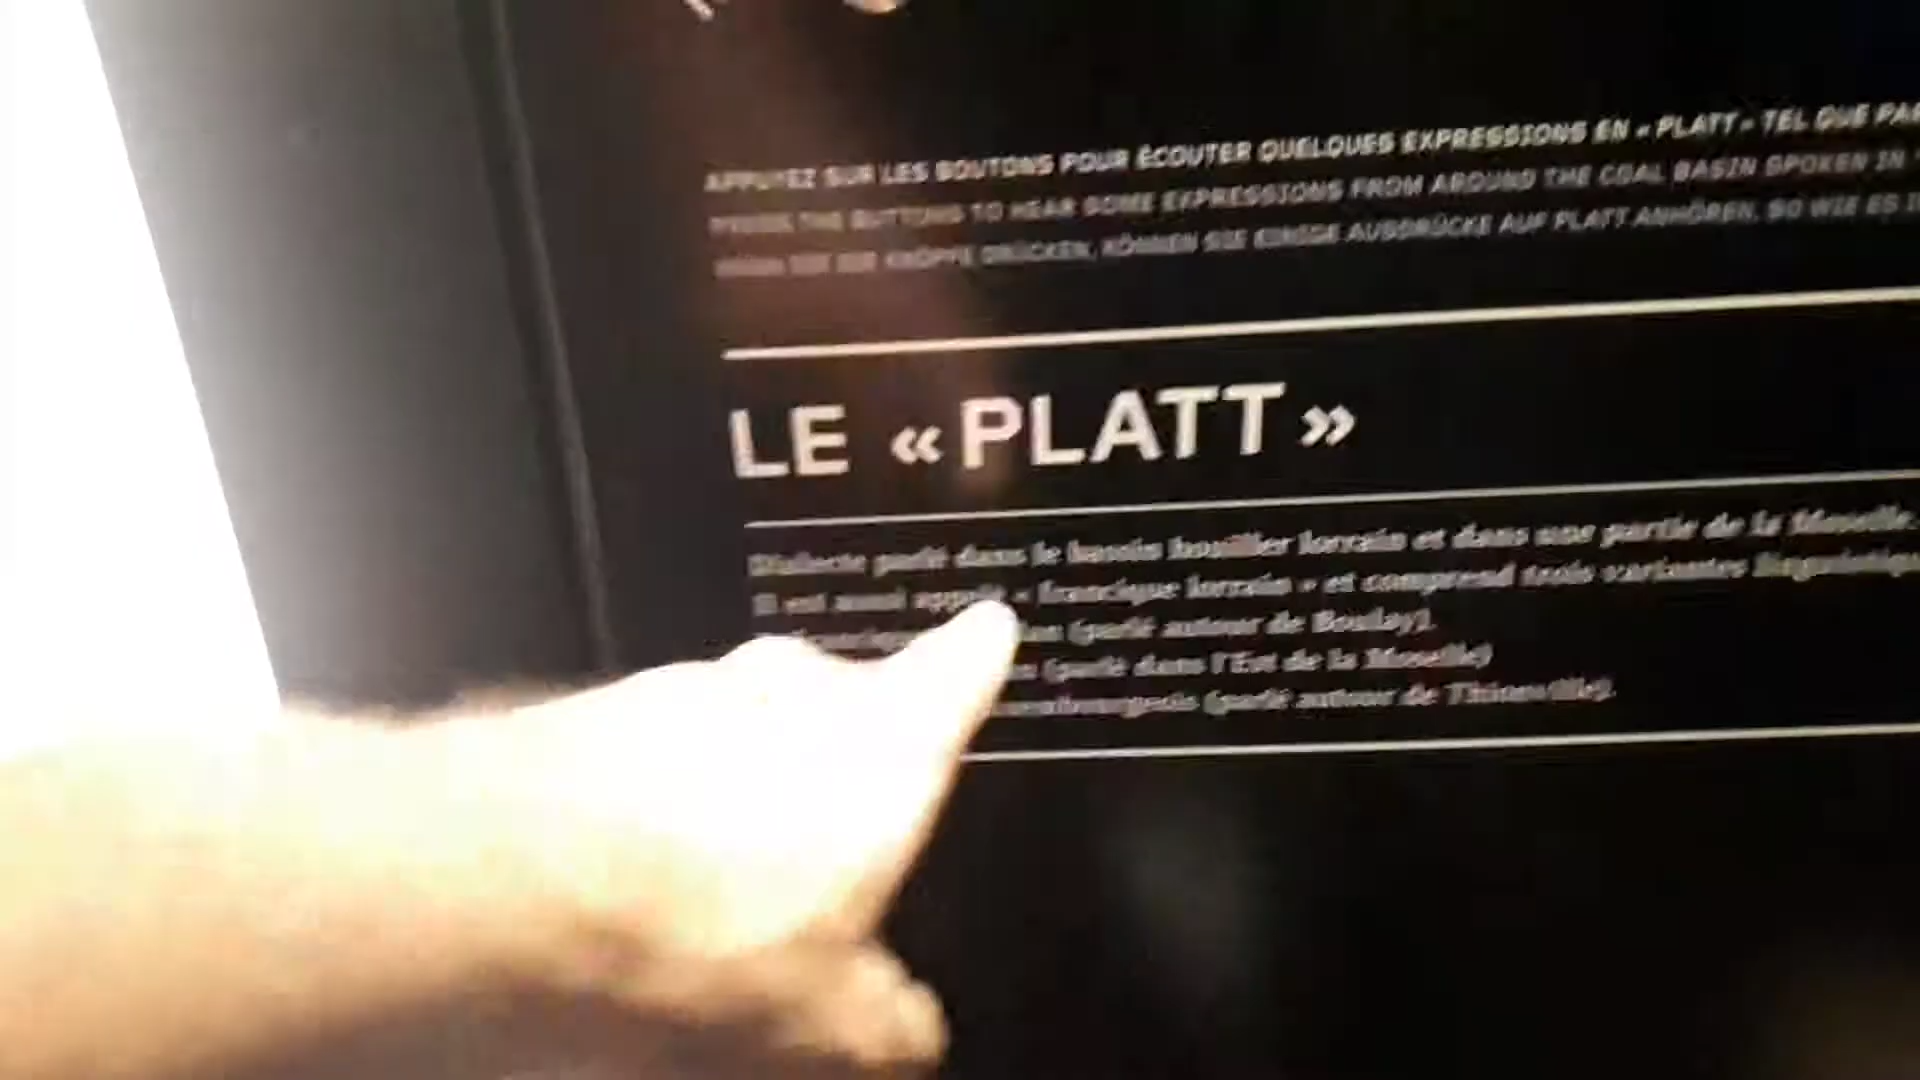 APPUYEZ SUR LES BOUTONS POUR ÉCOUTER QUELQUES EXPRESSIONS EN « PLATT » TEL QUE PAR
THE BUTTONS TO HEAR SOME EXPRESSIONS FROM AROUND THE COAL BASIN SPOKEN IN
KNÖPFE DRÜCKEN, KÖNNEN SIE EINIGE AUSDRÜCKE AUF PLATT ANHÖREN, SO WIE ES
LE « PLATT »
Dialecte parlé dans le bassin houiller lorrain et dans une partie de la Moselle.
Il est aussi appelé « francique lorrain » et comprend trois variantes
(parlé autour de Boulay).
(parlé dans l'Est de la Moselle)
(parlé autour de Thionville).